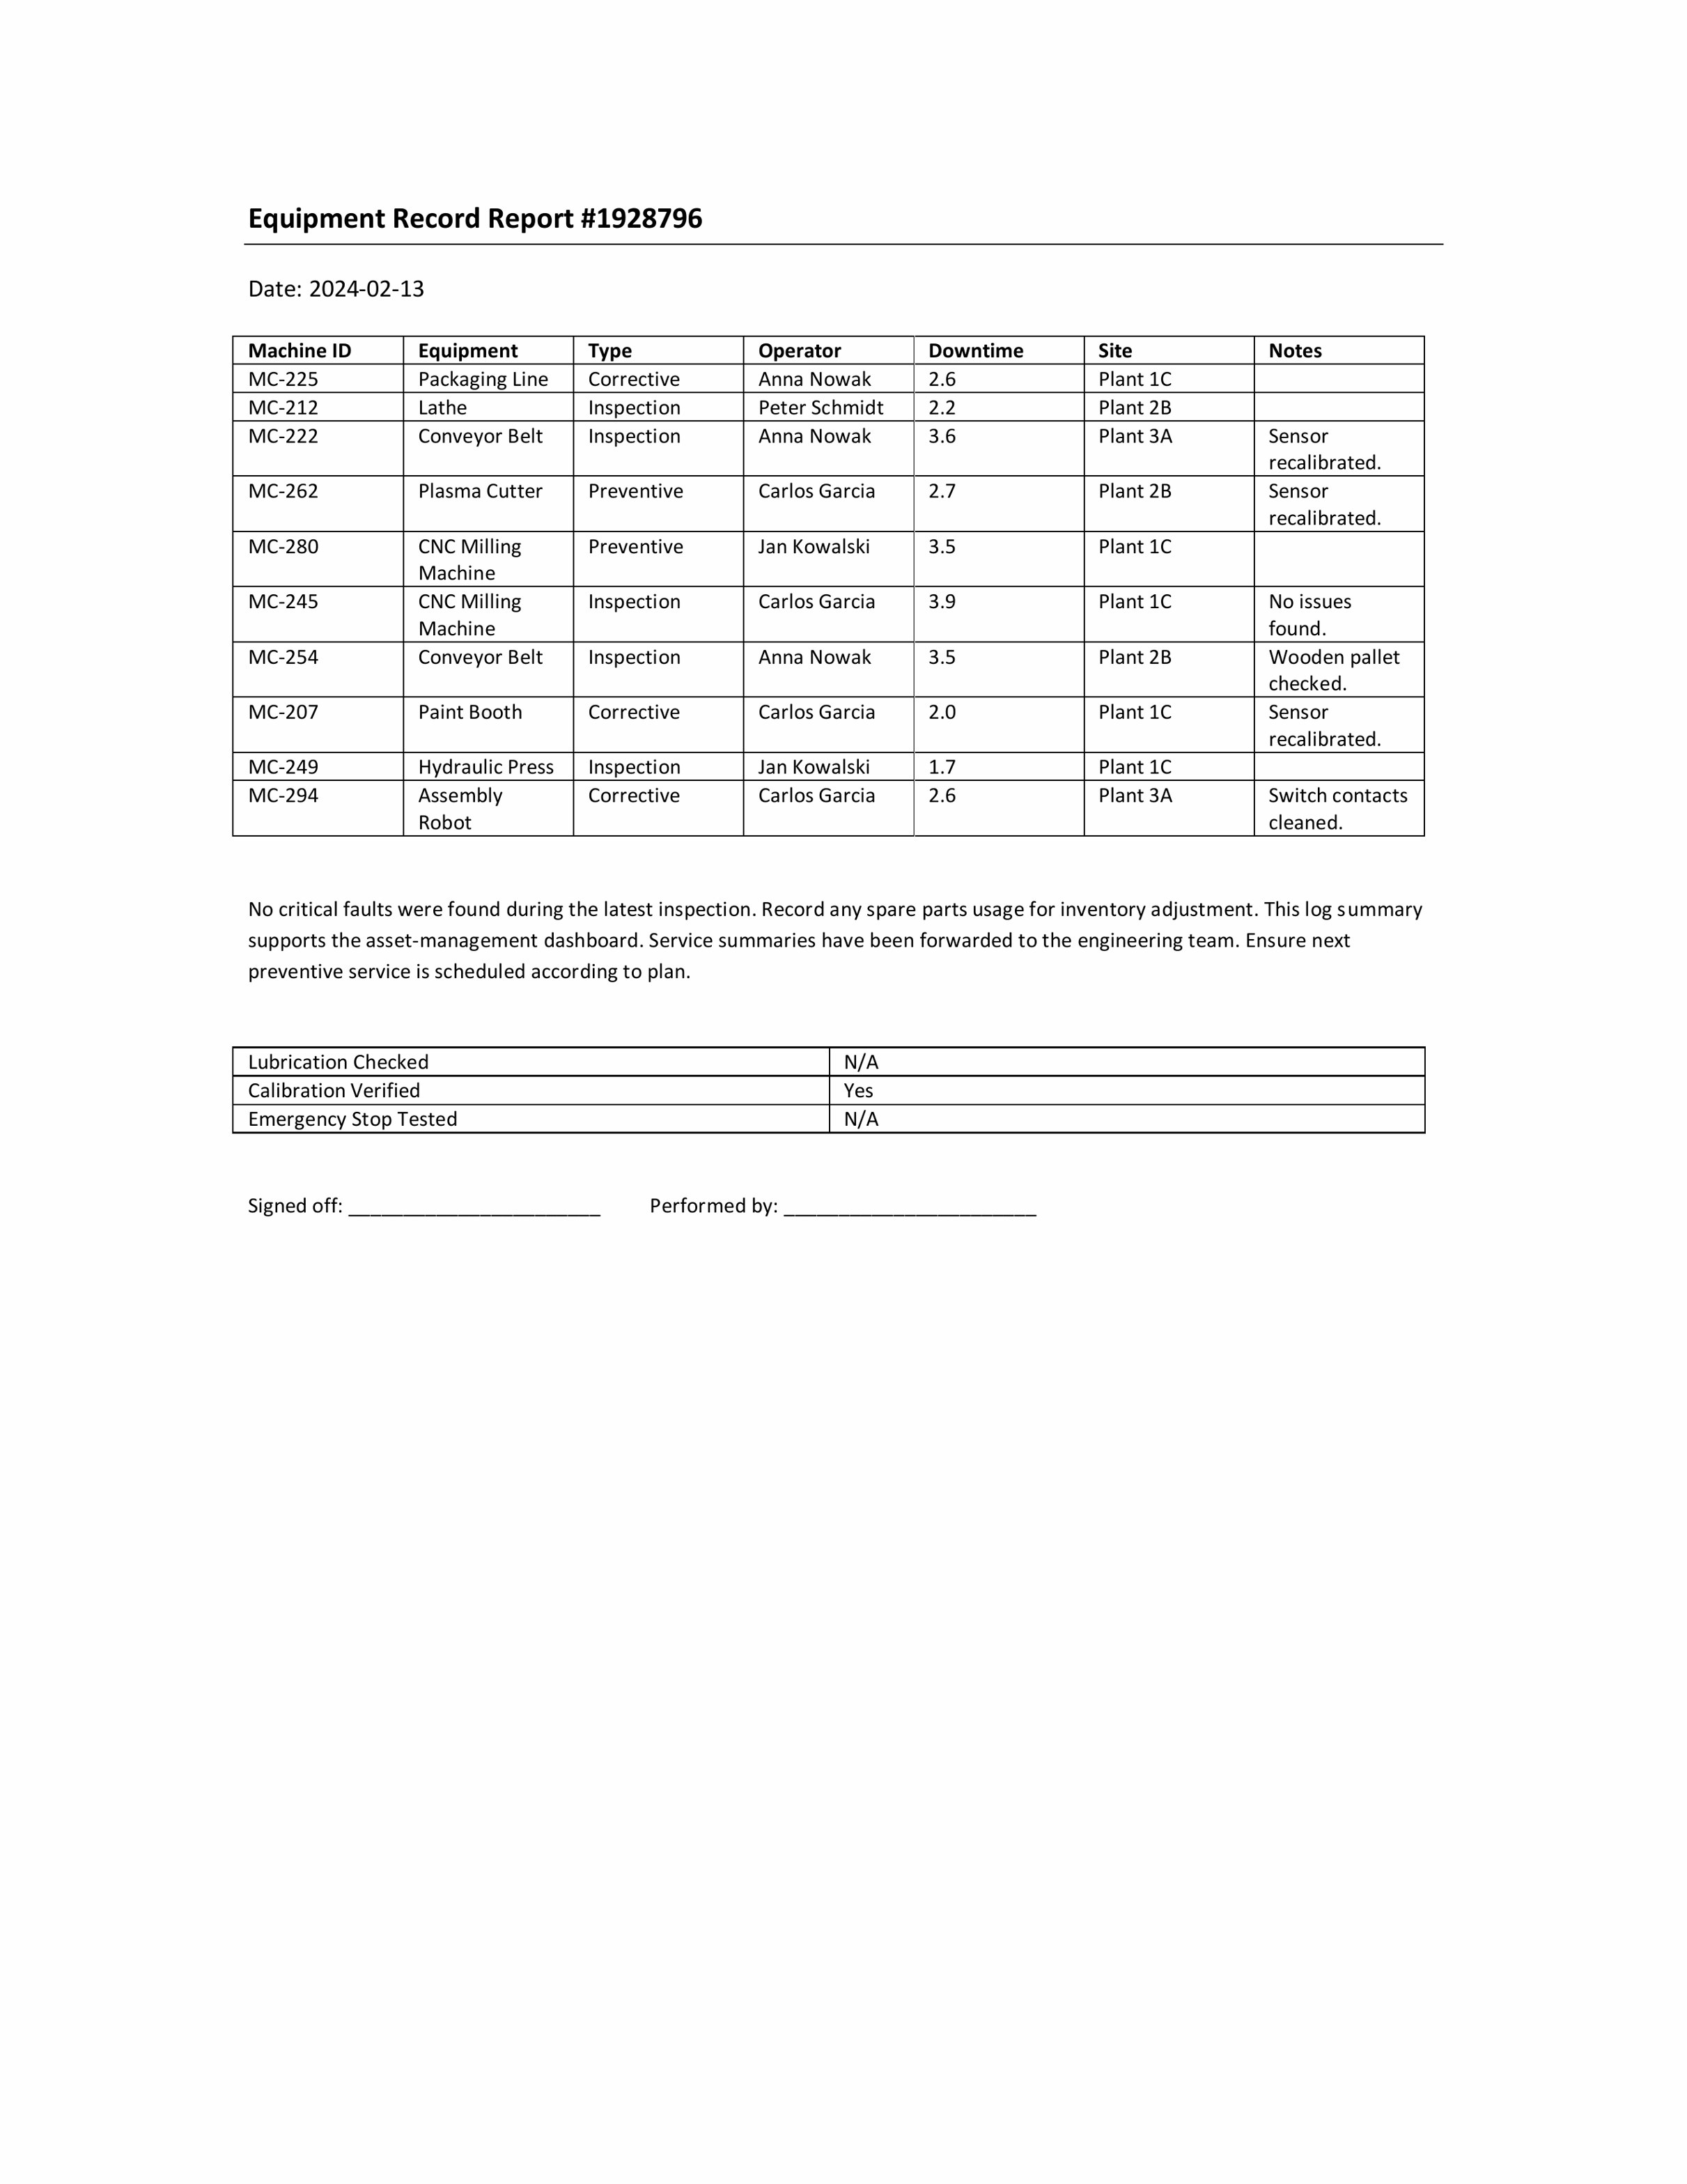 Equipment Record Report #1928796
Date: 2024-02-13
Machine ID Equipment Type Operator Downtime Site Notes
MC-225 Packaging Line Corrective Anna Nowak 2.6 Plant 1C
MC-212 Lathe Inspection Peter Schmidt 2.2 Plant 2B
MC-222 Conveyor Belt Inspection Anna Nowak 3.6 Plant 3A Sensor
recalibrated.
MC-262 Plasma Cutter Preventive Carlos Garcia 2.7 Plant 2B Sensor
recalibrated.
MC-280 CNC Milling Preventive Jan Kowalski 3.5 Plant 1C
Machine
MC-245 CNC Milling Inspection Carlos Garcia 3.9 Plant 1C No issues
Machine found.
MC-254 Conveyor Belt Inspection Anna Nowak 3.5 Plant 2B Wooden pallet
checked.
MC-207 Paint Booth Corrective Carlos Garcia 2.0 Plant 1C Sensor
recalibrated.
MC-249 Hydraulic Press Inspection Jan Kowalski 1.7 Plant 1C
MC-294 Assembly Corrective Carlos Garcia 2.6 Plant 3A Switch contacts
Robot cleaned.
No critical faults were found during the latest inspection. Record any spare parts usage for inventory adjustment. This log summary
supports the asset-management dashboard. Service summaries have been forwarded to the engineering team. Ensure next
preventive service is scheduled according to plan.
Lubrication Checked N/A
Calibration Verified Yes
Emergency Stop Tested N/A
Signed off: _______________________ Performed by: _______________________